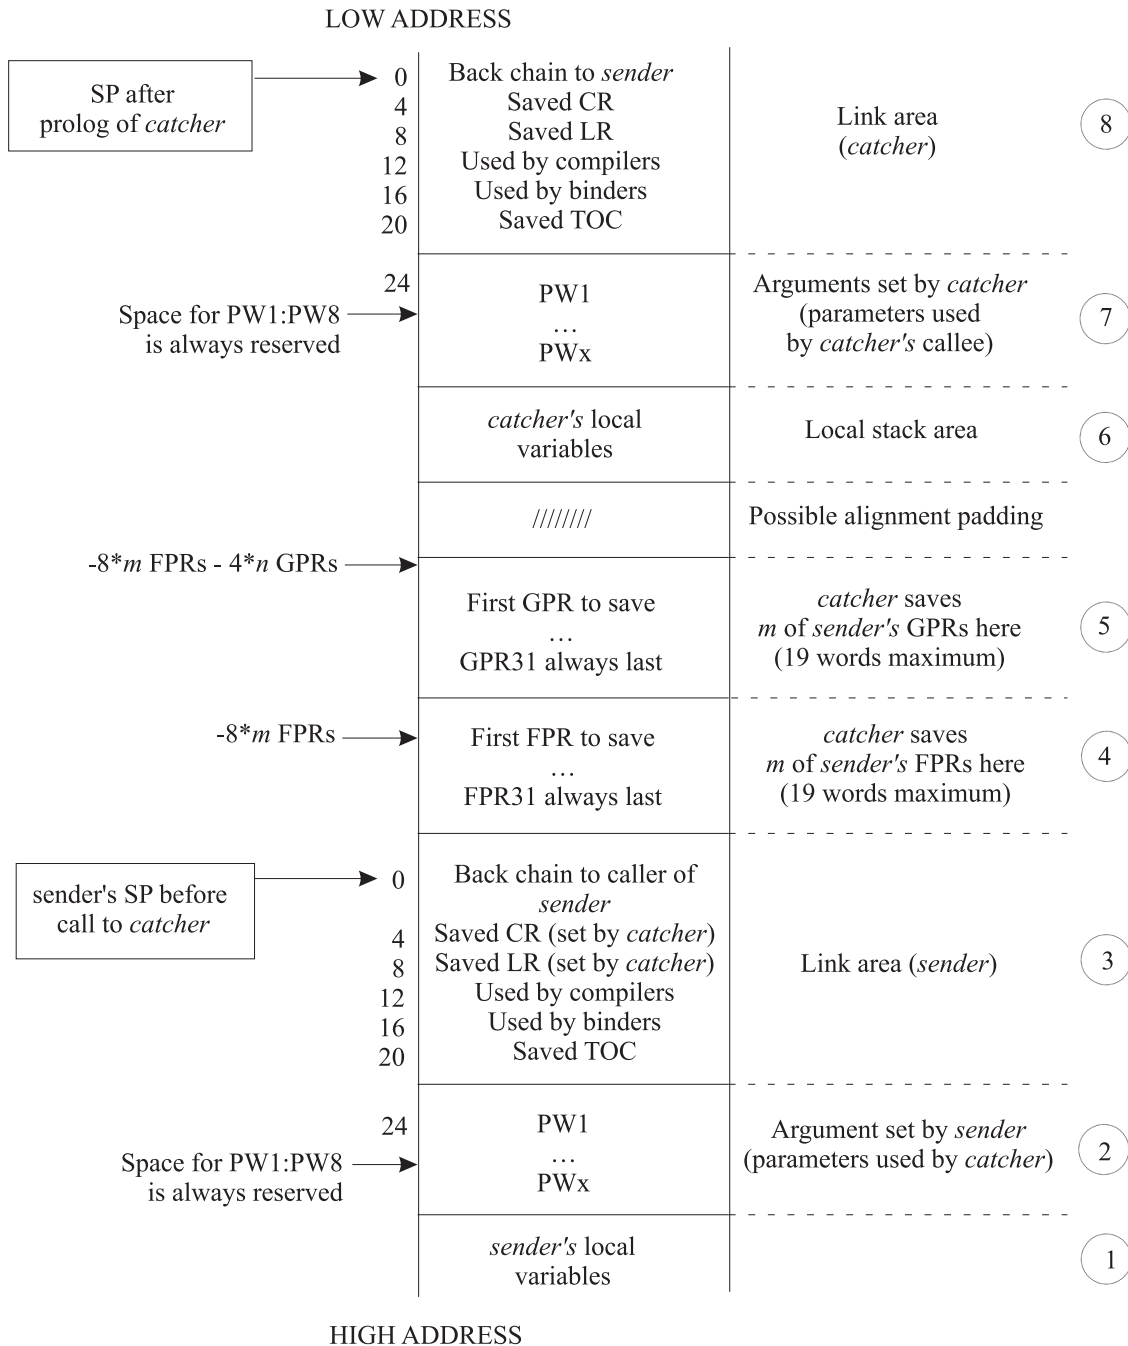 LOW ADDRESS
SP after
prolog of catcher
0
4
8
12
16
20
Back chain to sender
Saved CR
Saved LR
Used by compilers
Used by binders
Saved TOC
Link area
(catcher)
8
24
Space for PW1:PW8
is always reserved
PW1
...
PWx
Arguments set by catcher
(parameters used
by catcher's callee)
7
catcher's local
variables
Local stack area
6
////////
Possible alignment padding
-8*m FPRs - 4*n GPRs
First GPR to save
...
GPR31 always last
catcher saves
m of sender's GPRs here
(19 words maximum)
5
-8*m FPRs
First FPR to save
...
FPR31 always last
catcher saves
m of sender's FPRs here
(19 words maximum)
4
sender's SP before
call to catcher
0
4
8
12
16
20
Back chain to caller of
sender
Saved CR (set by catcher)
Saved LR (set by catcher)
Used by compilers
Used by binders
Saved TOC
Link area (sender)
3
24
Space for PW1:PW8
is always reserved
PW1
...
PWx
Argument set by sender
(parameters used by catcher)
2
sender's local
variables
1
HIGH ADDRESS